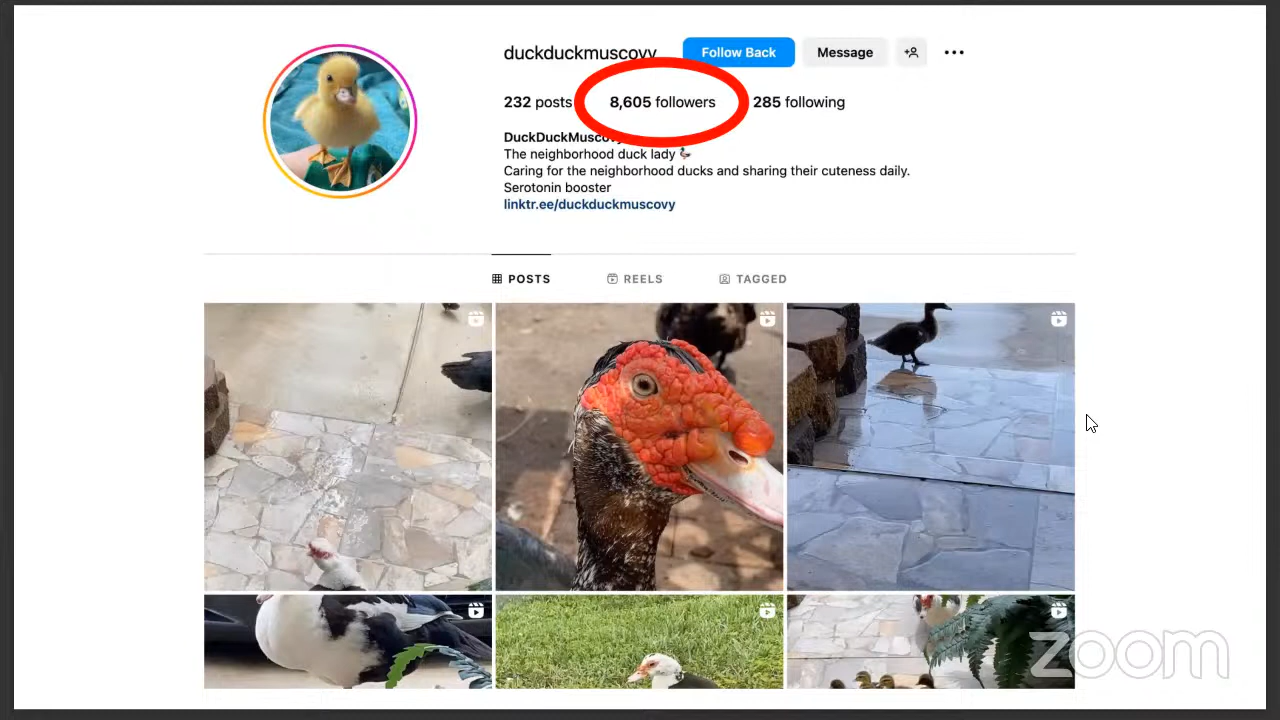 duckduckmuscovy Follow Back Message
232 posts 8,605 followers 285 following
DuckDuckMuscovy
The neighborhood duck lady
Caring for the neighborhood ducks and sharing their cuteness daily.
Serotonin booster
linktr.ee/duckduckmuscovy
POSTS REELS TAGGED
zoom